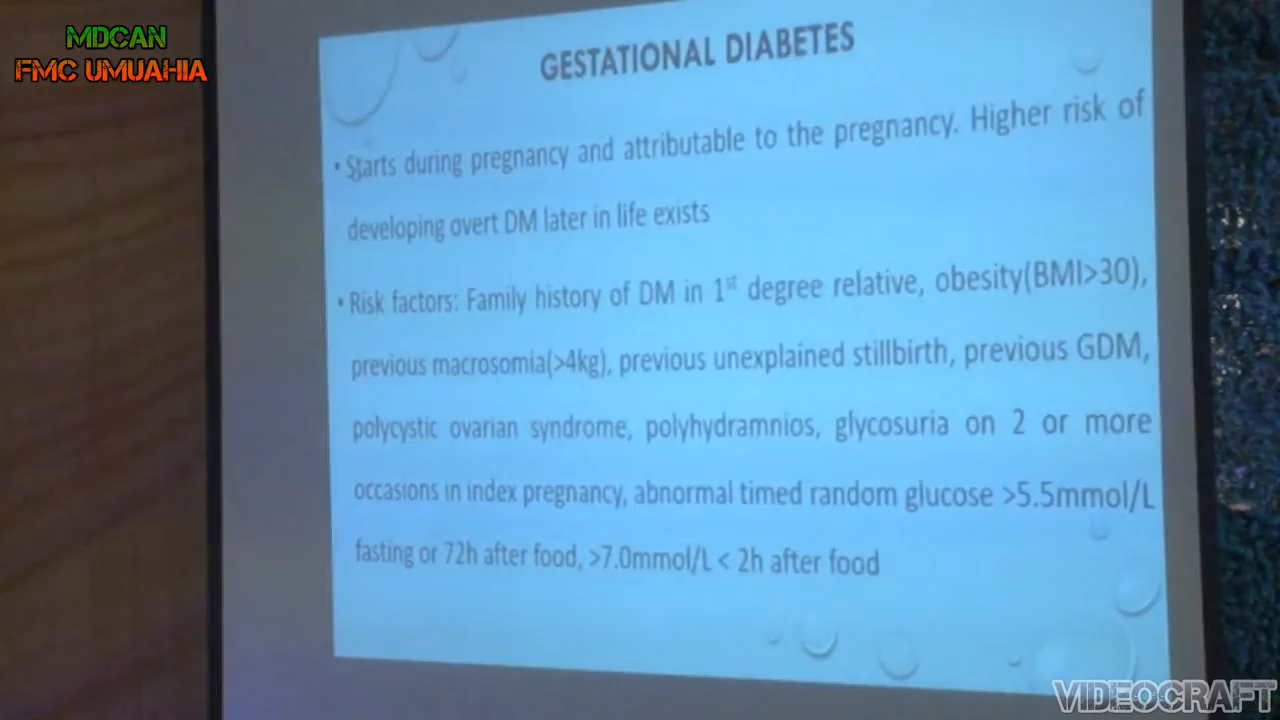 MDCAN
FMC UMUAHIA
GESTATIONAL DIABETES
• Starts during pregnancy and attributable to the pregnancy. Higher risk of
developing overt DM later in life exists
• Risk factors: Family history of DM in 1st degree relative, obesity(BMI>30),
previous macrosomia(>4kg), previous unexplained stillbirth, previous GDM,
polycystic ovarian syndrome, polyhydramnios, glycosuria on 2 or more
occasions in index pregnancy, abnormal timed random glucose >5.5mmol/L
fasting or 72h after food, >7.0mmol/L < 2h after food
VIDEOCRAFT